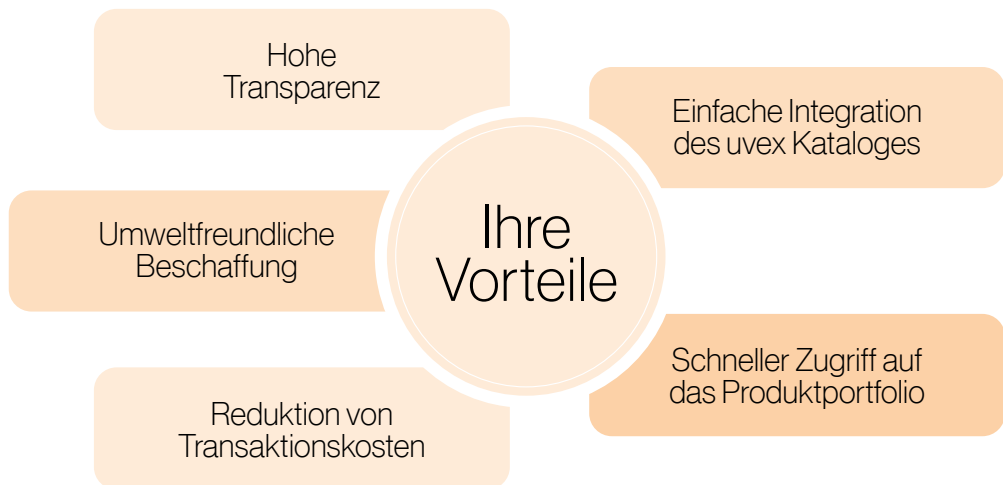 Hohe
Transparenz
Einfache Integration
des uvex Kataloges
Umweltfreundliche
Beschaffung
Ihre
Vorteile
Schneller Zugriff auf
das Produktportfolio
Reduktion von
Transaktionskosten